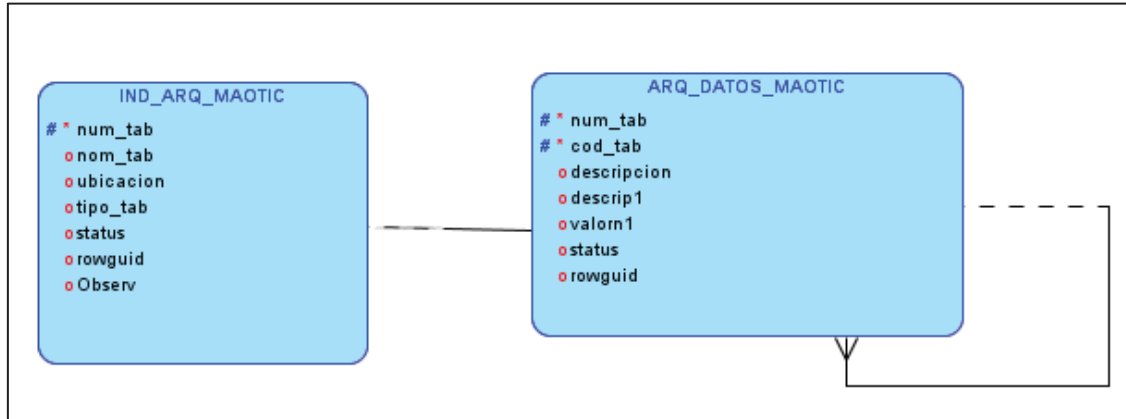 IND_ARQ_MAOTIC
# * num_tab
o nom_tab
o ubicacion
o tipo_tab
o status
o rowguid
o Observ
ARQ_DATOS_MAOTIC
# * num_tab
# * cod_tab
o descripcion
o descrip1
o valorn1
o status
o rowguid